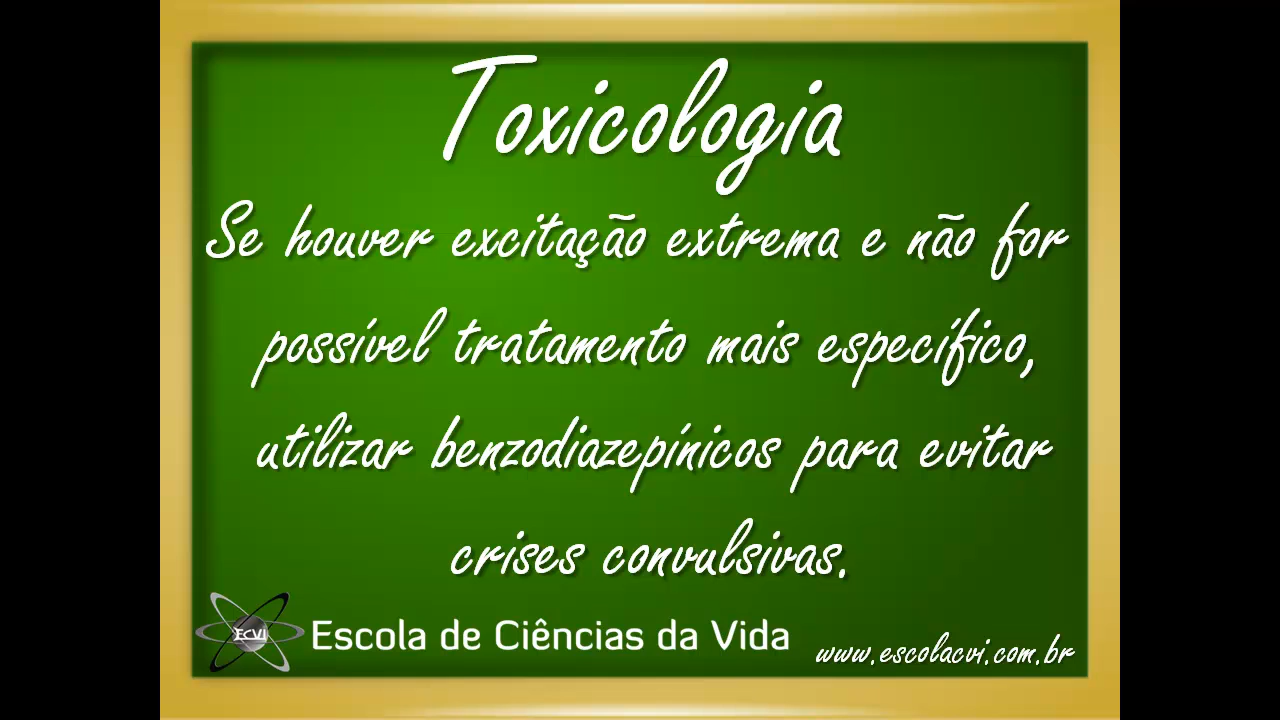 Toxicologia
Se houver excitação extrema e não for
possível tratamento mais específico,
utilizar benzodiazepínicos para evitar
crises convulsivas.
EcVi Escola de Ciências da Vida
www.escolacvi.com.br